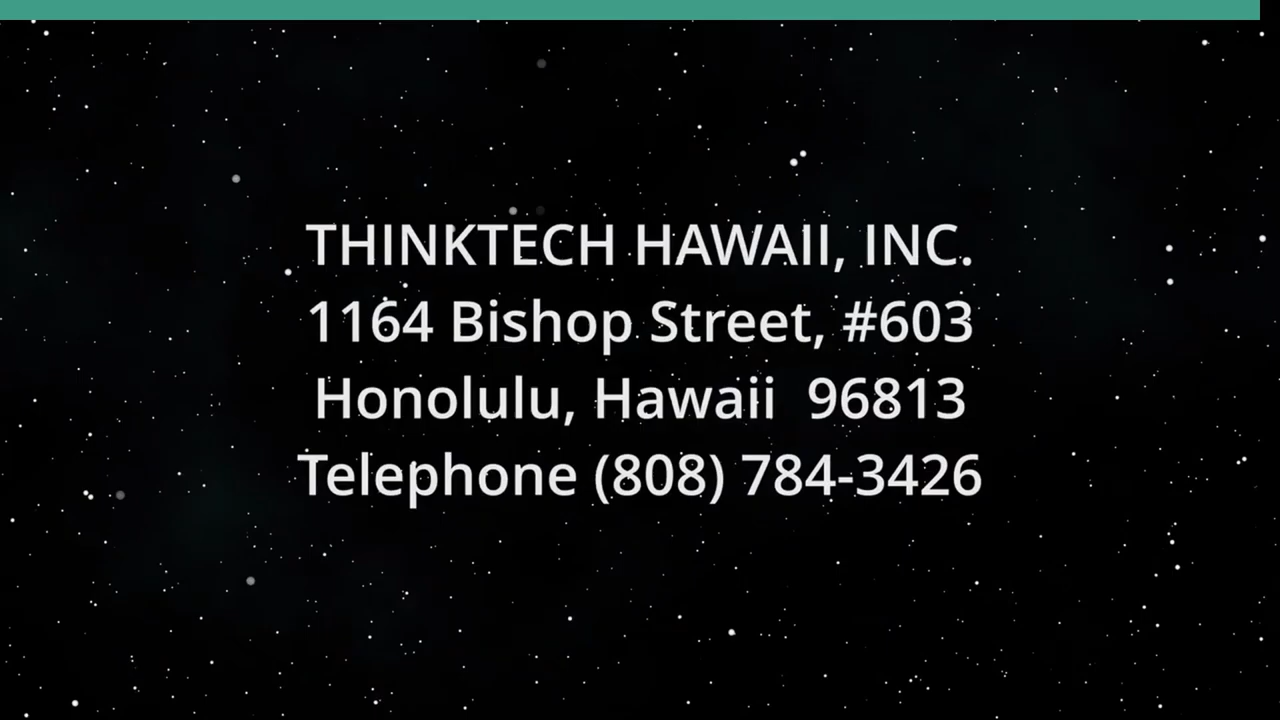 THINKTECH HAWAII, INC.
1164 Bishop Street, #603
Honolulu, Hawaii  96813
Telephone (808) 784-3426